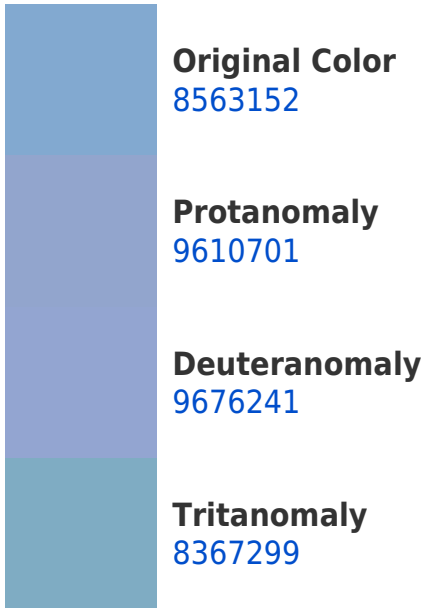 Original Color
8563152
Protanomaly
9610701
Deuteranomaly
9676241
Tritanomaly
8367299